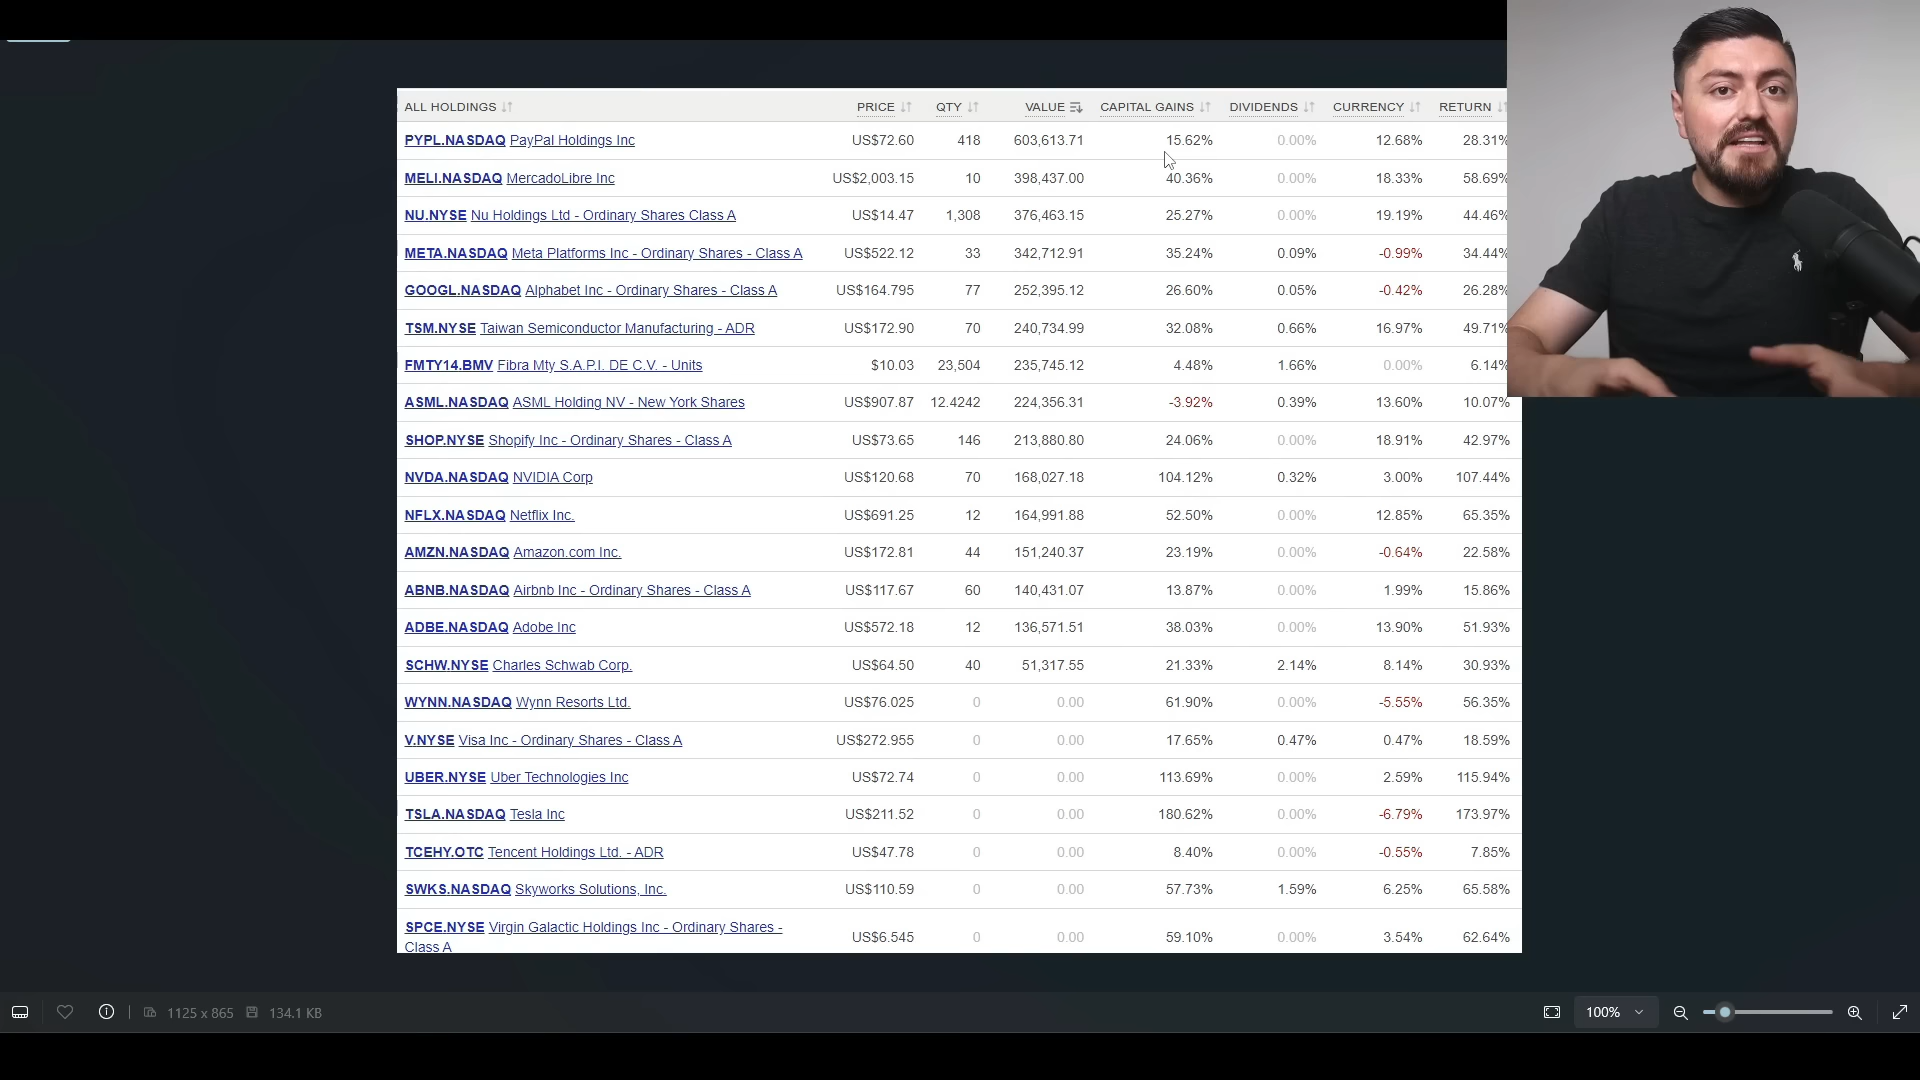 ALL HOLDINGS PRICE QTY VALUE CAPITAL GAINS DIVIDENDS CURRENCY RETURN
PYPL.NASDAQ PayPal Holdings Inc US$72.60 418 603,613.71 15.62% 0.00% 12.68% 28.31%
MELI.NASDAQ MercadoLibre Inc US$2,003.15 10 398,437.00 40.36% 0.00% 18.33% 58.69%
NU.NYSE Nu Holdings Ltd - Ordinary Shares Class A US$14.47 1,308 376,463.15 25.27% 0.00% 19.19% 44.46%
META.NASDAQ Meta Platforms Inc - Ordinary Shares - Class A US$522.12 33 342,712.91 35.24% 0.09% -0.99% 34.44%
GOOGL.NASDAQ Alphabet Inc - Ordinary Shares - Class A US$164.795 77 252,395.12 26.60% 0.05% -0.42% 26.28%
TSM.NYSE Taiwan Semiconductor Manufacturing - ADR US$172.90 70 240,734.99 32.08% 0.66% 16.97% 49.71%
FMTY14.BMV Fibra Mty S.A.P.I. DE C.V. - Units $10.03 23,504 235,745.12 4.48% 1.66% 0.00% 6.14%
ASML.NASDAQ ASML Holding NV - New York Shares US$907.87 12.4242 224,356.31 -3.92% 0.39% 13.60% 10.07%
SHOP.NYSE Shopify Inc - Ordinary Shares - Class A US$73.65 146 213,880.80 24.06% 0.00% 18.91% 42.97%
NVDA.NASDAQ NVIDIA Corp US$120.68 70 168,027.18 104.12% 0.32% 3.00% 107.44%
NFLX.NASDAQ Netflix Inc. US$691.25 12 164,991.88 52.50% 0.00% 12.85% 65.35%
AMZN.NASDAQ Amazon.com Inc. US$172.81 44 151,240.37 23.19% 0.00% -0.64% 22.58%
ABNB.NASDAQ Airbnb Inc - Ordinary Shares - Class A US$117.67 60 140,431.07 13.87% 0.00% 1.99% 15.86%
ADBE.NASDAQ Adobe Inc US$572.18 12 136,571.51 38.03% 0.00% 13.90% 51.93%
SCHW.NYSE Charles Schwab Corp. US$64.50 40 51,317.55 21.33% 2.14% 8.14% 30.93%
WYNN.NASDAQ Wynn Resorts Ltd. US$76.025 0 0.00 61.90% 0.00% -5.55% 56.35%
V.NYSE Visa Inc - Ordinary Shares - Class A US$272.955 0 0.00 17.65% 0.47% 0.47% 18.59%
UBER.NYSE Uber Technologies Inc US$72.74 0 0.00 113.69% 0.00% 2.59% 115.94%
TSLA.NASDAQ Tesla Inc US$211.52 0 0.00 180.62% 0.00% -6.79% 173.97%
TCEHY.OTC Tencent Holdings Ltd. - ADR US$47.78 0 0.00 8.40% 0.00% -0.55% 7.85%
SWKS.NASDAQ Skyworks Solutions, Inc. US$110.59 0 0.00 57.73% 1.59% 6.25% 65.58%
SPCE.NYSE Virgin Galactic Holdings Inc - Ordinary Shares -
Class A US$6.545 0 0.00 59.10% 0.00% 3.54% 62.64%
1125 x 865 134.1 KB 100%